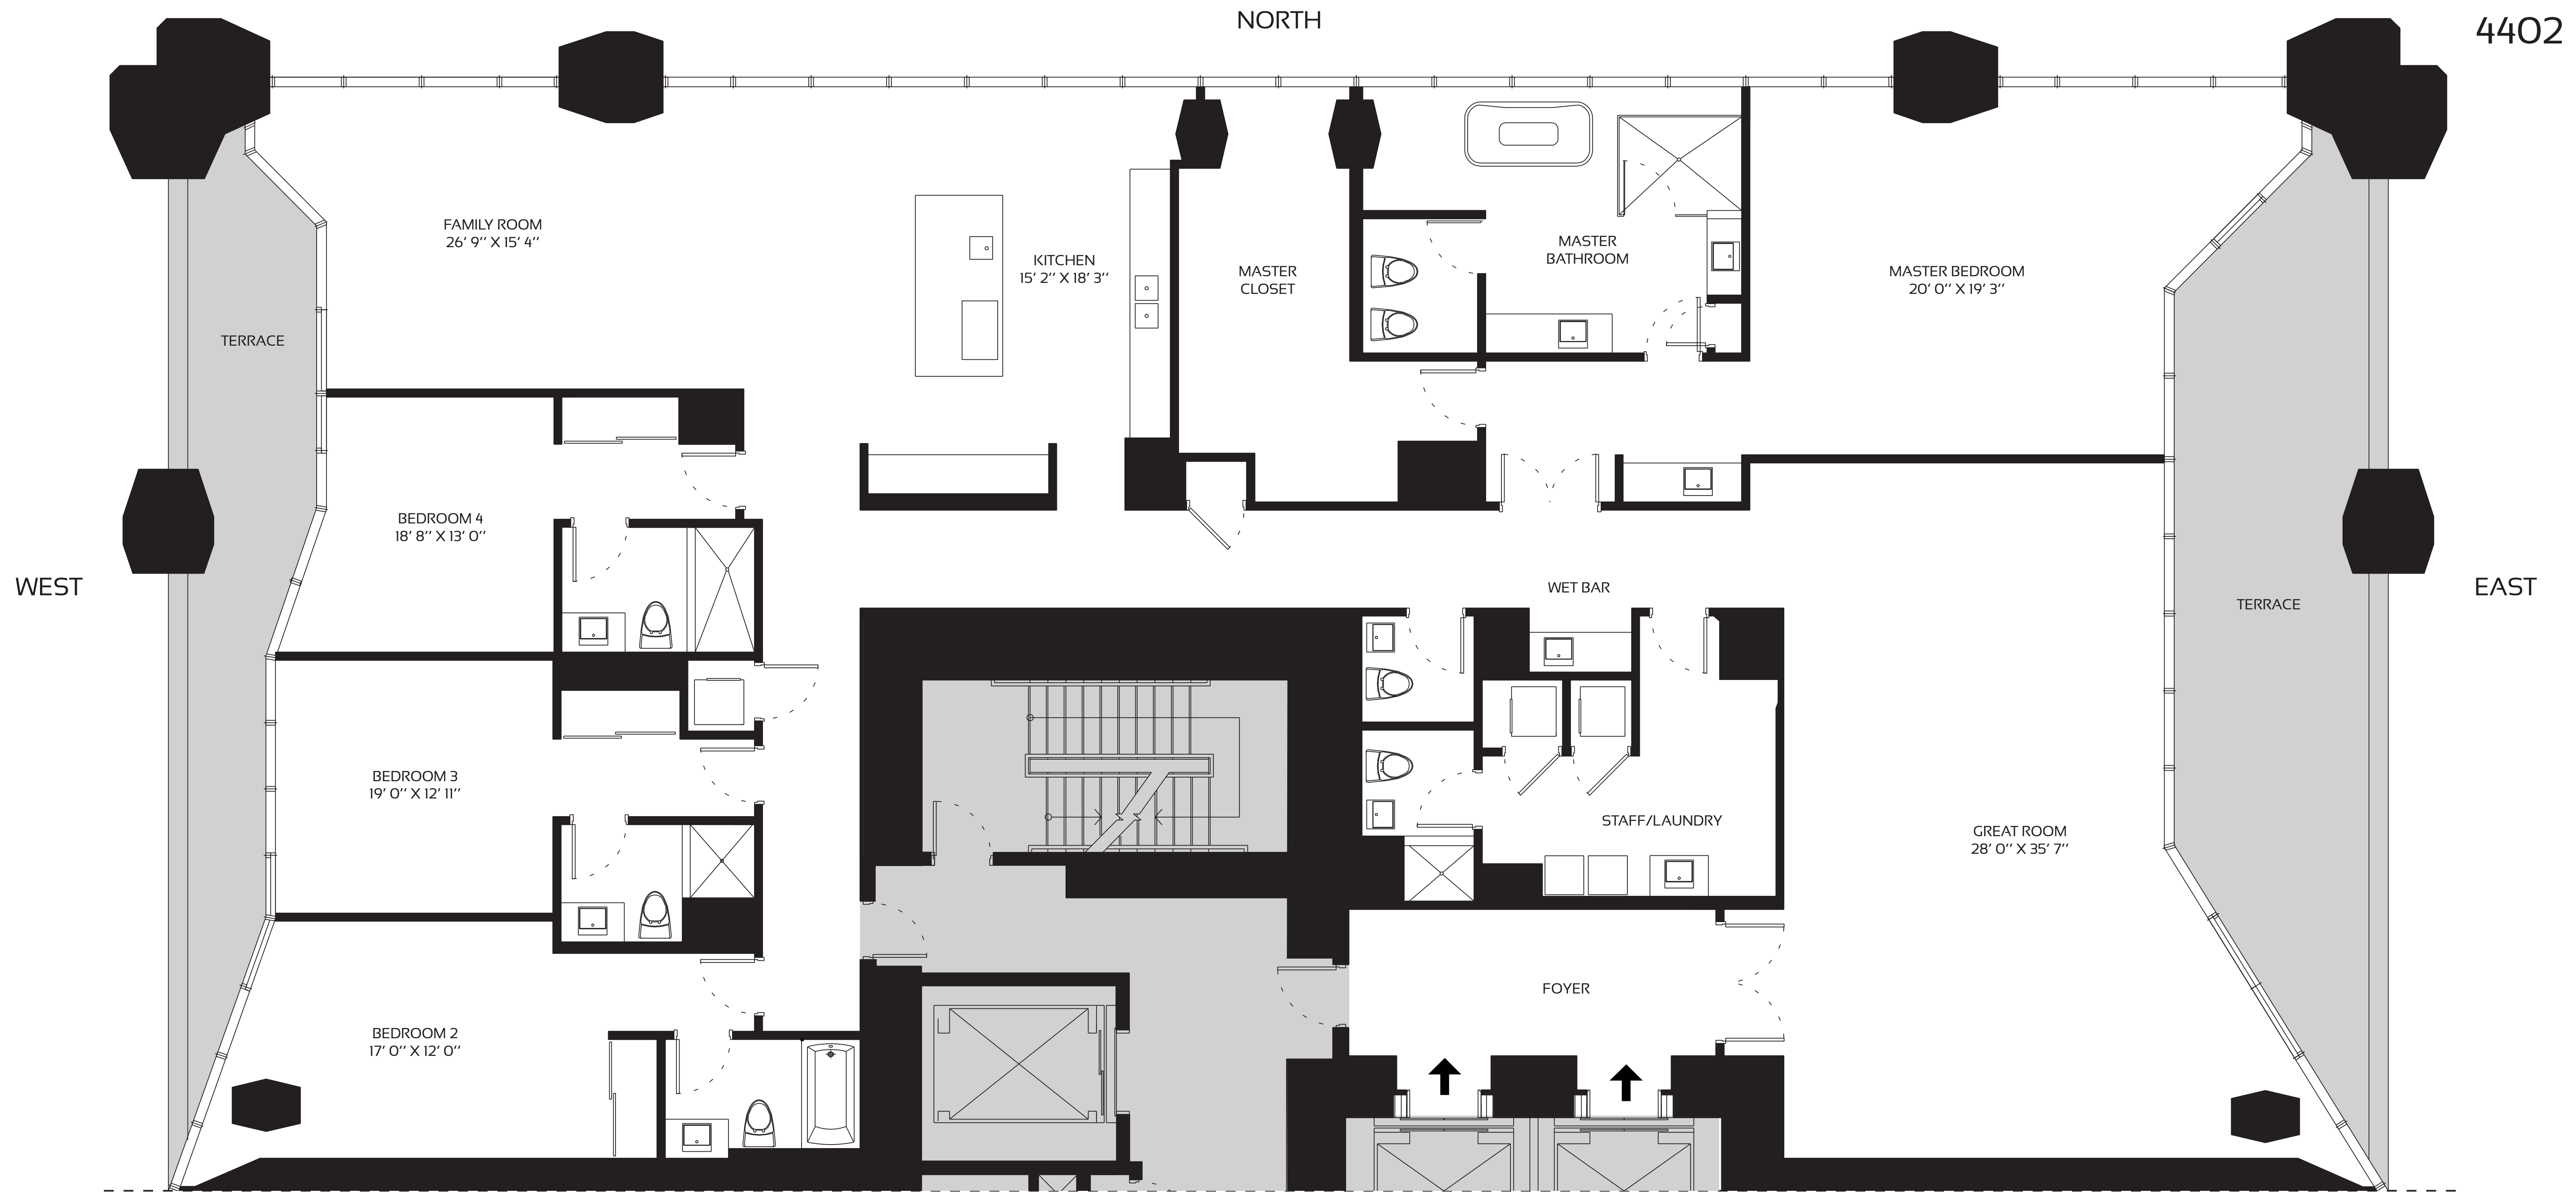 NORTH
4402
FAMILY ROOM
26' 9'' X 15' 4''
KITCHEN
15' 2'' X 18' 3''
MASTER
CLOSET
MASTER
BATHROOM
MASTER BEDROOM
20' 0'' X 19' 3''
TERRACE
BEDROOM 4
18' 8'' X 13' 0''
WEST
WET BAR
EAST
TERRACE
BEDROOM 3
19' 0'' X 12' 11''
STAFF/LAUNDRY
GREAT ROOM
28' 0'' X 35' 7''
FOYER
BEDROOM 2
17' 0'' X 12' 0''